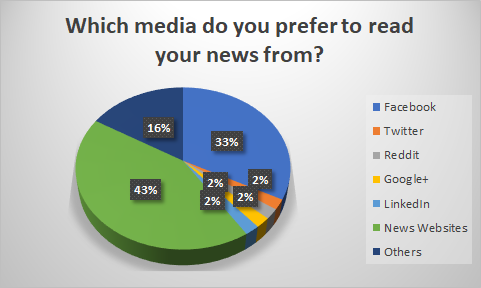 Which media do you prefer to read
your news from?
16%
33%
43%
2%
2%
2%
2%
Facebook
Twitter
Reddit
Google+
LinkedIn
News Websites
Others